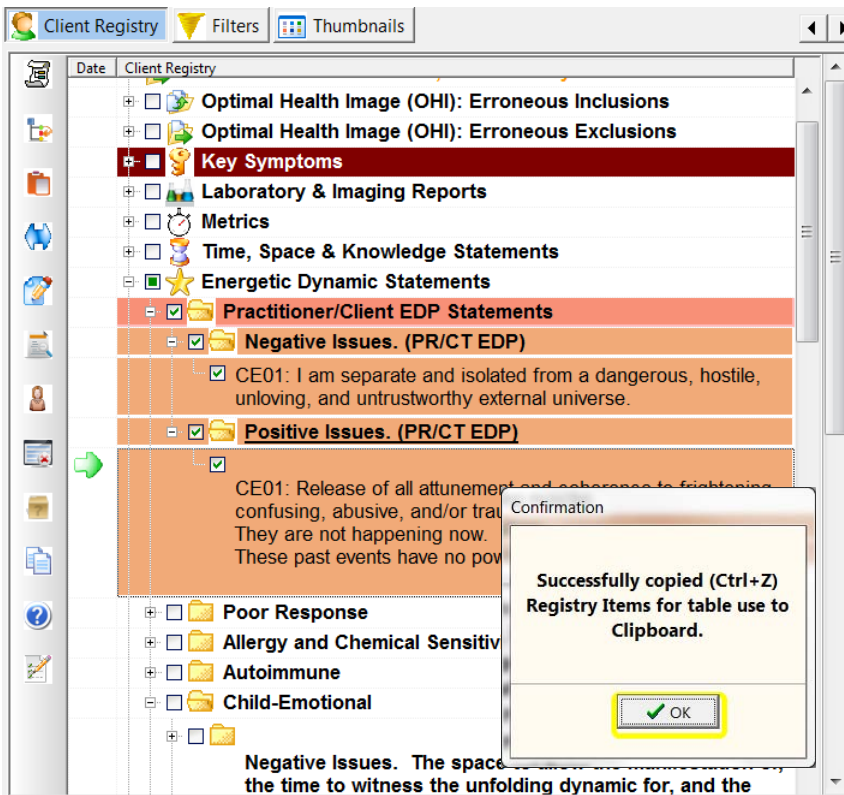 Client Registry
Filters
Thumbnails
Date
Client Registry
Optimal Health Image (OHI): Erroneous Inclusions
Optimal Health Image (OHI): Erroneous Exclusions
Key Symptoms
Laboratory & Imaging Reports
Metrics
Time, Space & Knowledge Statements
Energetic Dynamic Statements
Practitioner/Client EDP Statements
Negative Issues. (PR/CT EDP)
CE01: I am separate and isolated from a dangerous, hostile,
unloving, and untrustworthy external universe.
Positive Issues. (PR/CT EDP)
CE01: Release of all attunement and coherence to frightening,
confusing, abusive, and/or
They are not happening now.
These past events have no
Poor Response
Allergy and Chemical
Autoimmune
Child-Emotional
Negative Issues. The space
the time to witness the unfolding dynamic for, and the
Confirmation
Successfully copied (Ctrl+Z)
Registry Items for table use to
Clipboard.
OK